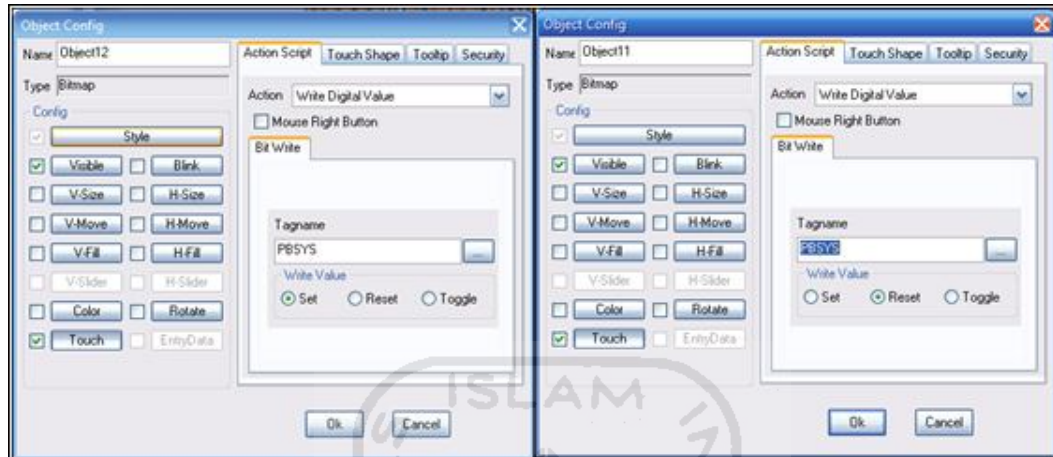 Object Config
Name Object12
Type Bitmap
Config
Style
Visible Blink
V-Size H-Size
V-Move H-Move
V-Fill H-Fill
V-Slider H-Slider
Color Rotate
Touch EntryData
Action Script Touch Shape Tooltip Security
Action Write Digital Value
Mouse Right Button
Bit Write
Tagname
PBSYS ...
Write Value
Set Reset Toggle
Ok Cancel
Object Config
Name Object11
Type Bitmap
Config
Style
Visible Blink
V-Size H-Size
V-Move H-Move
V-Fill H-Fill
V-Slider H-Slider
Color Rotate
Touch EntryData
Action Script Touch Shape Tooltip Security
Action Write Digital Value
Mouse Right Button
Bit Write
Tagname
PBSYS ...
Write Value
Set Reset Toggle
Ok Cancel
ISLAM